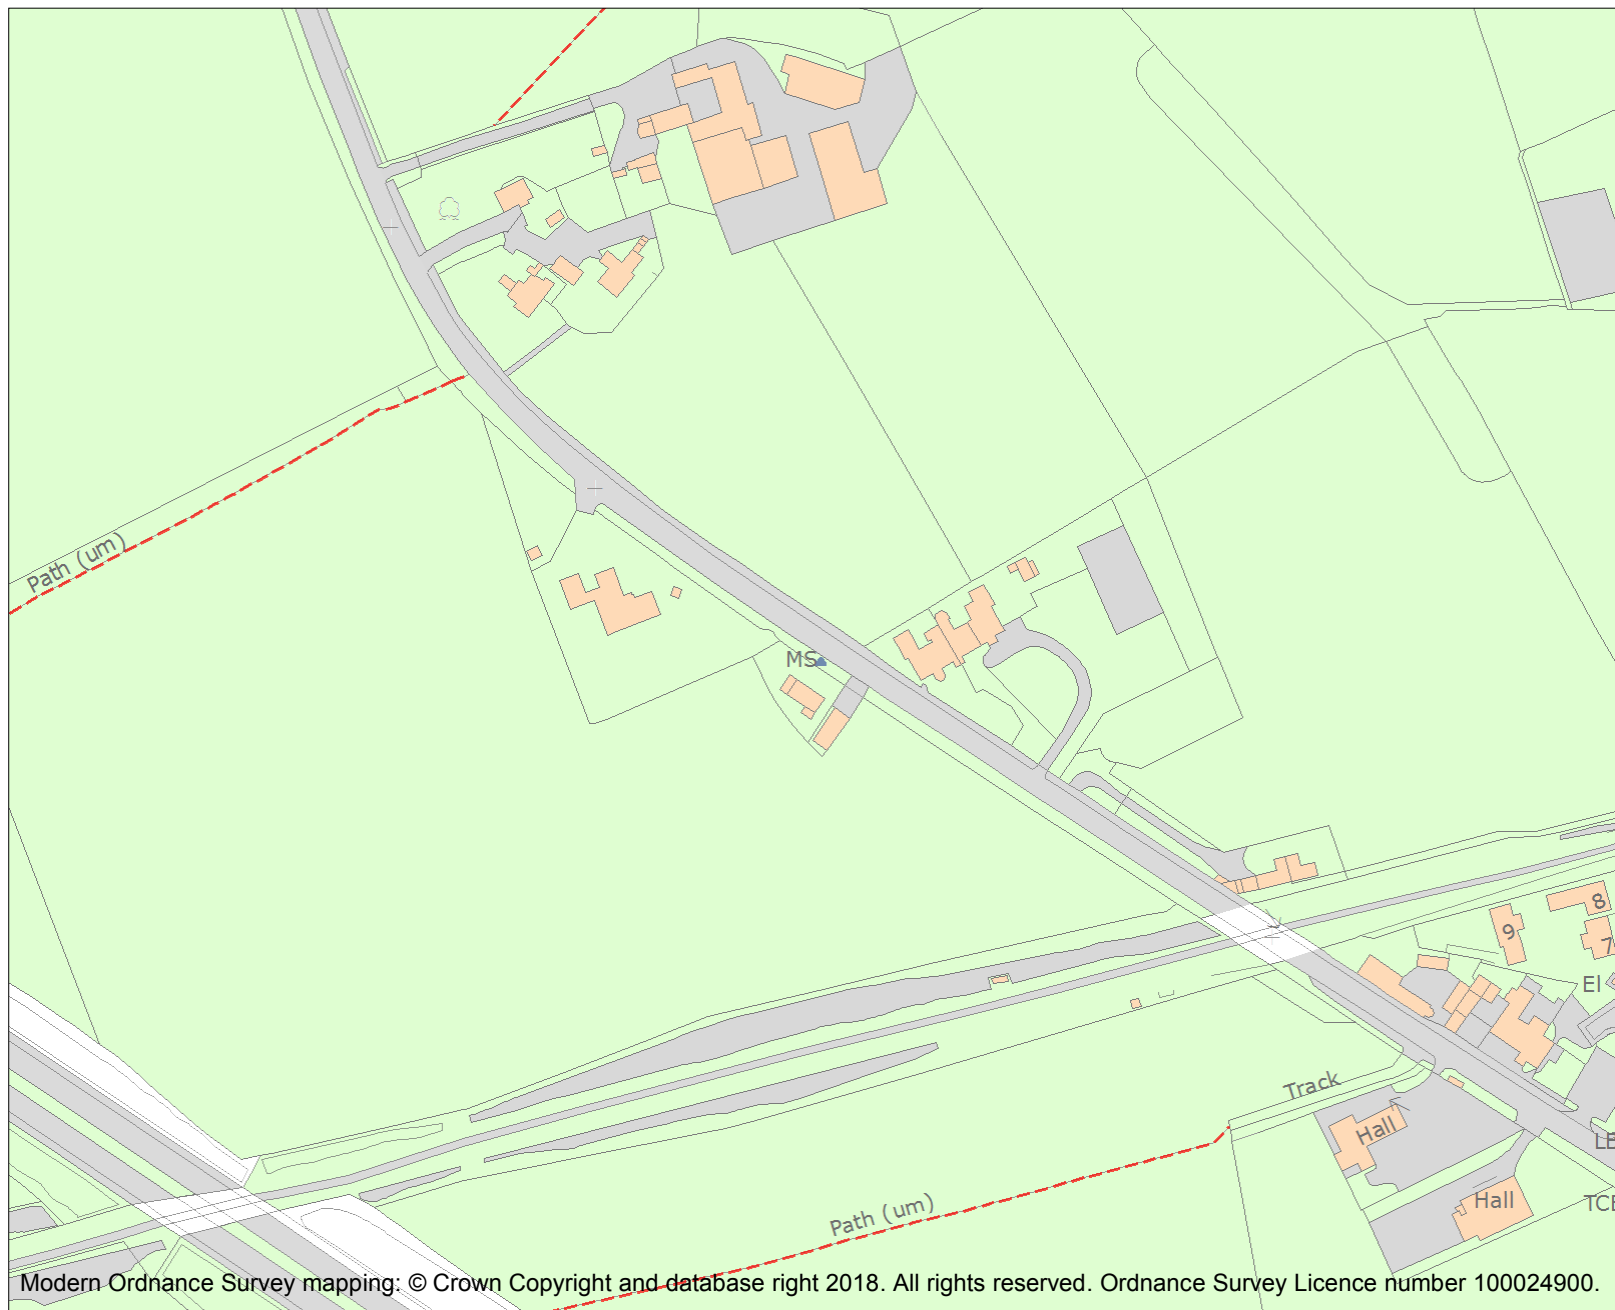 Path (um)
MS
8
9
7
El
Track
Hall
LB
Path (um)
Hall
Modern Ordnance Survey mapping: © Crown Copyright and database right 2018. All rights reserved. Ordnance Survey Licence number 100024900.